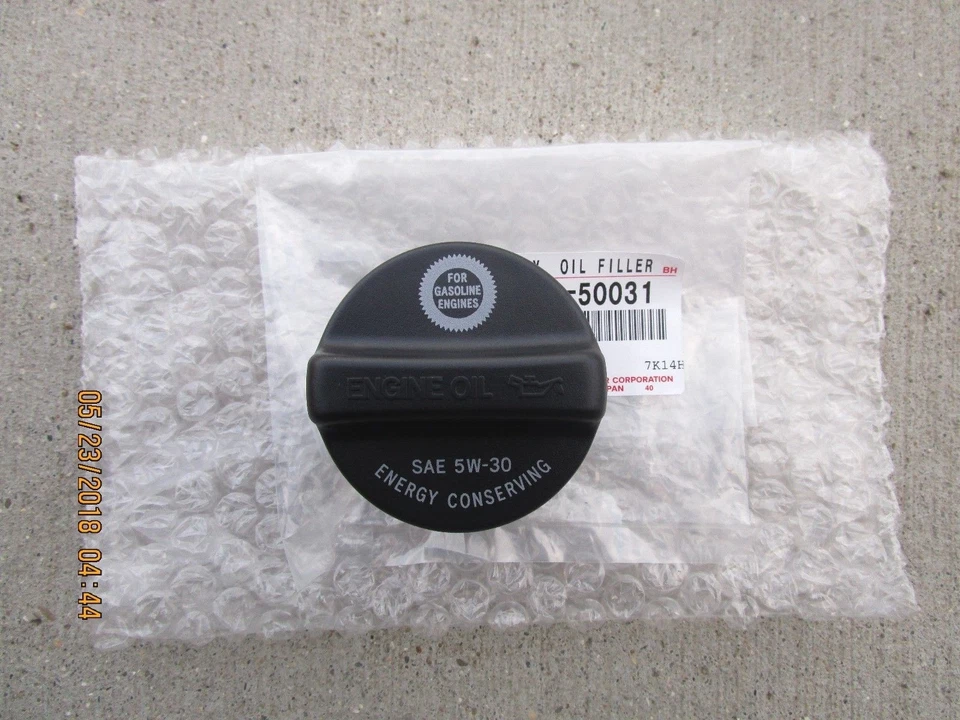 OIL FILLER BH
-50031
7K14H
CORPORATION
40
FOR
GASOLINE
ENGINES
ENGINE OIL
SAE 5W-30
ENERGY CONSERVING
05/23/2018 04:44